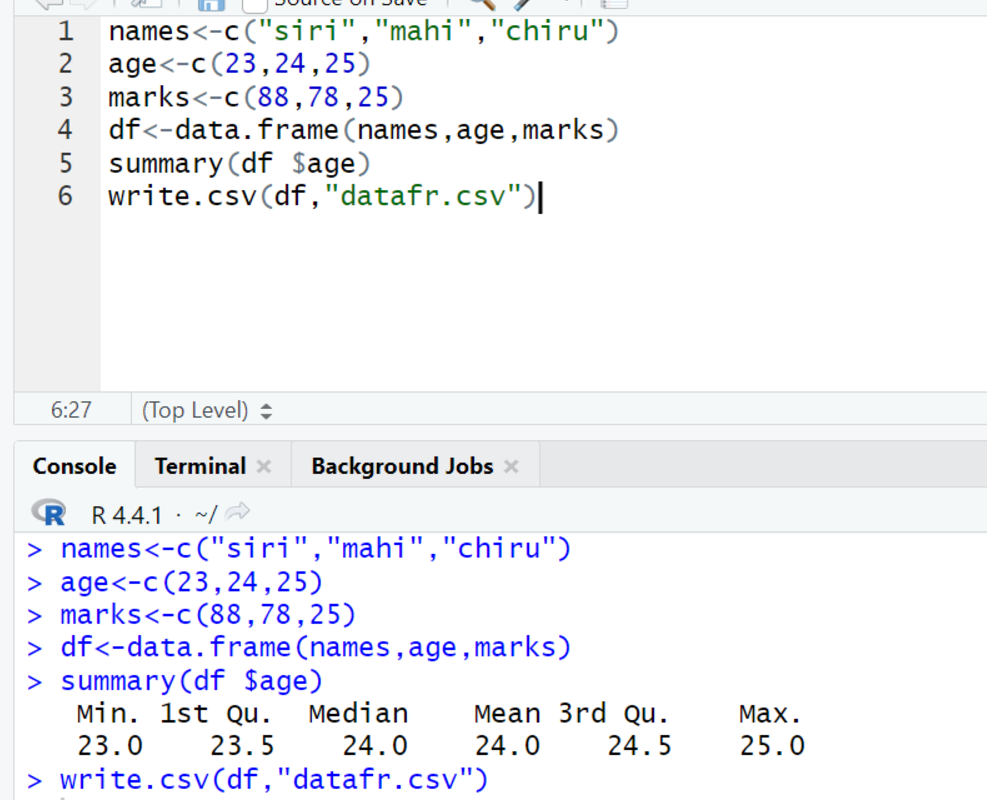 Source on Save
1 names<-c("siri","mahi","chiru")
2 age<-c(23,24,25)
3 marks<-c(88,78,25)
4 df<-data.frame(names,age,marks)
5 summary(df $age)
6 write.csv(df,"datafr.csv")
6:27 (Top Level)
Console Terminal Background Jobs
R R 4.4.1 · ~/
> names<-c("siri","mahi","chiru")
> age<-c(23,24,25)
> marks<-c(88,78,25)
> df<-data.frame(names,age,marks)
> summary(df $age)
Min. 1st Qu. Median Mean 3rd Qu. Max.
23.0 23.5 24.0 24.0 24.5 25.0
> write.csv(df,"datafr.csv")